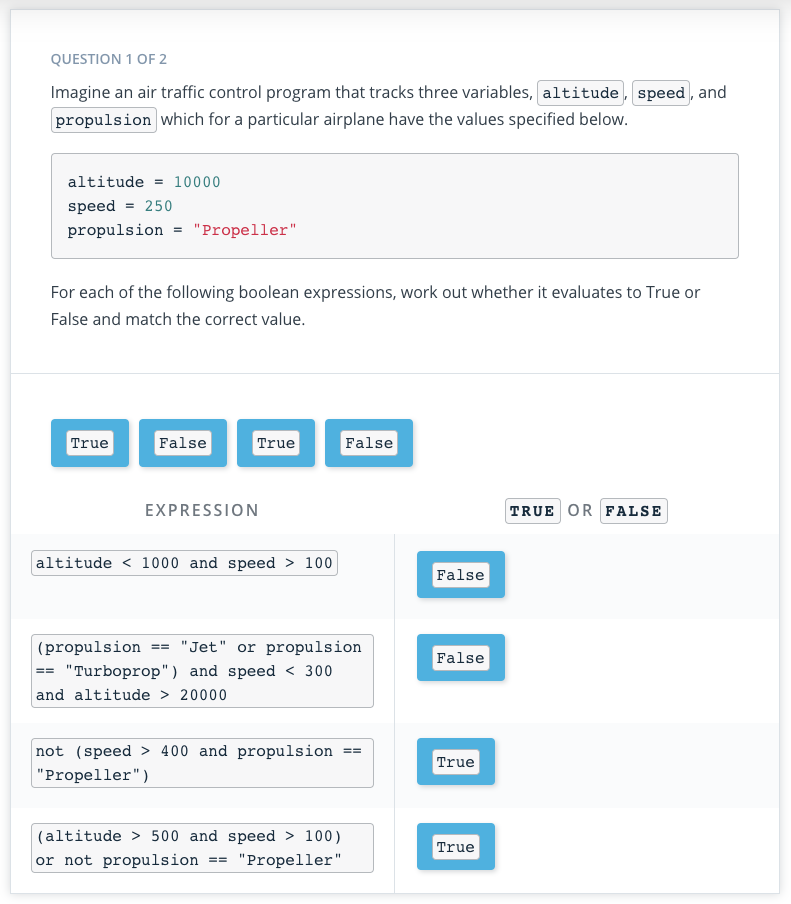 QUESTION 1 OF 2
Imagine an air traffic control program that tracks three variables, altitude, speed, and
propulsion which for a particular airplane have the values specified below.
altitude = 10000
speed = 250
propulsion = "Propeller"
For each of the following boolean expressions, work out whether it evaluates to True or
False and match the correct value.
True False True False
EXPRESSION TRUE OR FALSE
altitude < 1000 and speed > 100
False
(propulsion == "Jet" or propulsion
== "Turboprop") and speed < 300
and altitude > 20000
False
not (speed > 400 and propulsion ==
"Propeller")
True
(altitude > 500 and speed > 100)
or not propulsion == "Propeller"
True